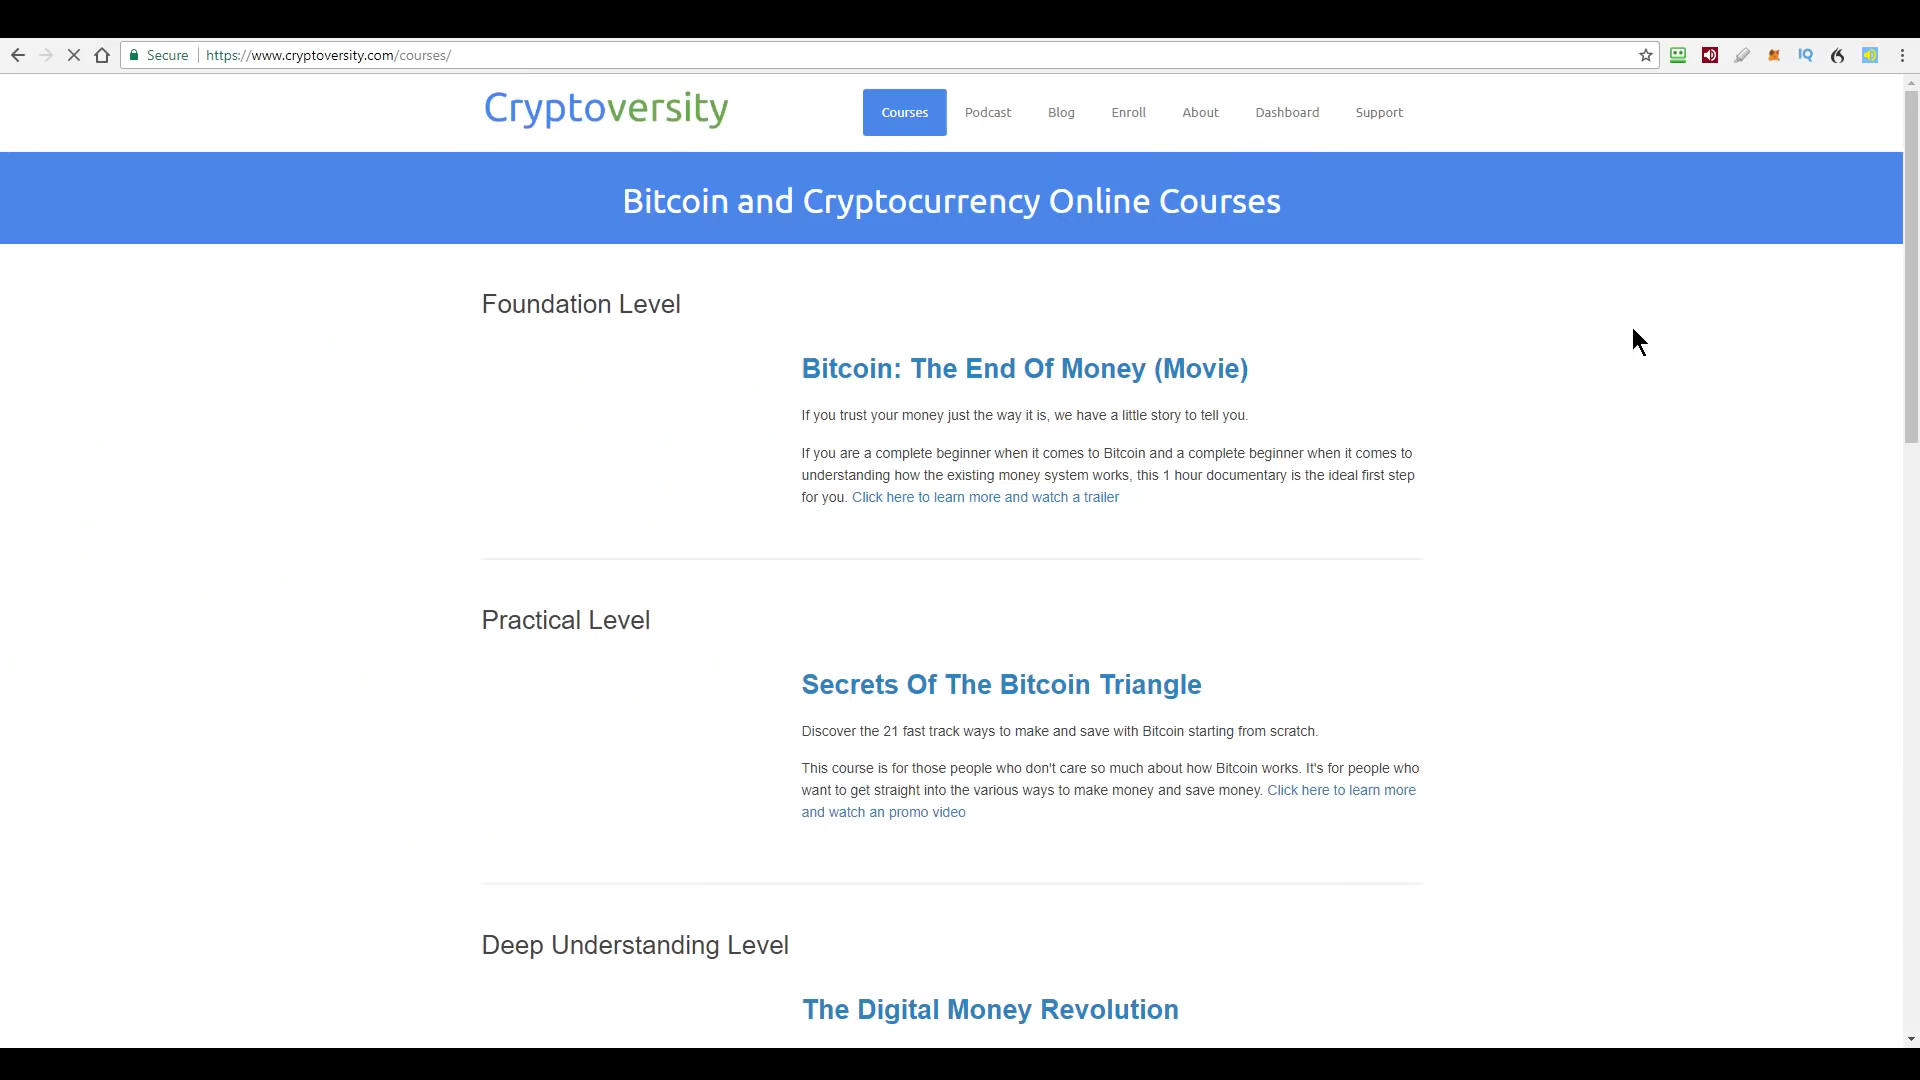 Secure https://www.cryptoversity.com/courses/
IQ
Cryptoversity
Courses Podcast Blog Enroll About Dashboard Support
Bitcoin and Cryptocurrency Online Courses
Foundation Level
Bitcoin: The End Of Money (Movie)
If you trust your money just the way it is, we have a little story to tell you.
If you are a complete beginner when it comes to Bitcoin and a complete beginner when it comes to
understanding how the existing money system works, this 1 hour documentary is the ideal first step
for you. Click here to learn more and watch a trailer
Practical Level
Secrets Of The Bitcoin Triangle
Discover the 21 fast track ways to make and save with Bitcoin starting from scratch.
This course is for those people who don't care so much about how Bitcoin works. It's for people who
want to get straight into the various ways to make money and save money. Click here to learn more
and watch an promo video
Deep Understanding Level
The Digital Money Revolution